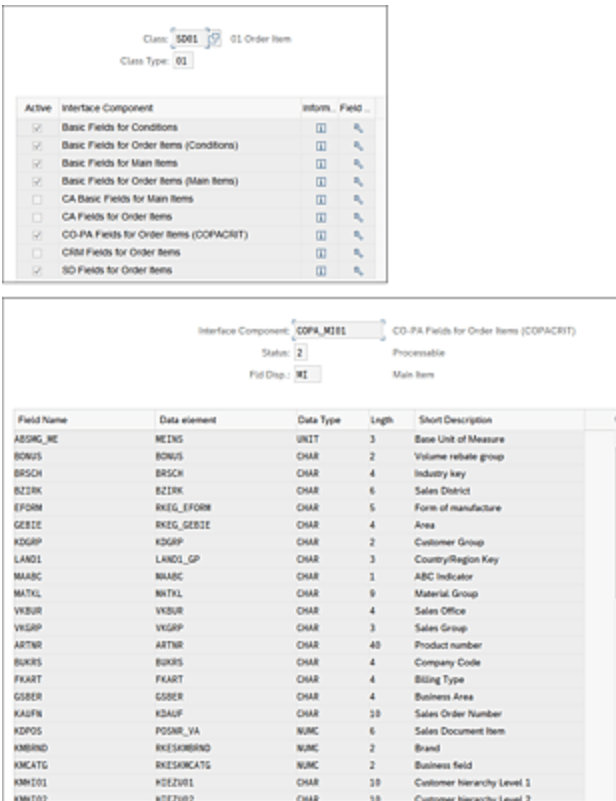 Class: SD01 01 Order Item
Class Type: 01
Active Interface Component Inform... Field ...
Basic Fields for Conditions
Basic Fields for Order Items (Conditions)
Basic Fields for Main Items
Basic Fields for Order Items (Main Items)
CA Basic Fields for Main Items
CA Fields for Order Items
CO-PA Fields for Order Items (COPACRIT)
CRM Fields for Order Items
SD Fields for Order Items
Interface Component: COPA_MI01 CO-PA Fields for Order Items (COPACRIT)
Status: 2 Processable
Fld Disp.: MI Main Item
Field Name Data element Data Type Lngth Short Description
ABSMG_ME MEINS UNIT 3 Base Unit of Measure
BONUS BONUS CHAR 2 Volume rebate group
BRSCH BRSCH CHAR 4 Industry key
BZIRK BZIRK CHAR 6 Sales District
EFORM RKEG_EFORM CHAR 5 Form of manufacture
GEBIE RKEG_GEBIE CHAR 4 Area
KDGRP KDGRP CHAR 2 Customer Group
LAND1 LAND1_GP CHAR 3 Country/Region Key
MAABC MAABC CHAR 1 ABC Indicator
MATKL MATKL CHAR 9 Material Group
VKBUR VKBUR CHAR 4 Sales Office
VKGRP VKGRP CHAR 3 Sales Group
ARTNR ARTNR CHAR 40 Product number
BUKRS BUKRS CHAR 4 Company Code
FKART FKART CHAR 4 Billing Type
GSBER GSBER CHAR 4 Business Area
KAUFN KDAUF CHAR 10 Sales Order Number
KDPOS POSNR_VA NUMC 6 Sales Document Item
KMBRND RKESKMBRND NUMC 2 Brand
KMCATG RKESKMCATG NUMC 2 Business field
KMHI01 HIEZU01 CHAR 10 Customer hierarchy Level 1
KMHI02 HIEZU02 CHAR 10 Customer hierarchy Level 2